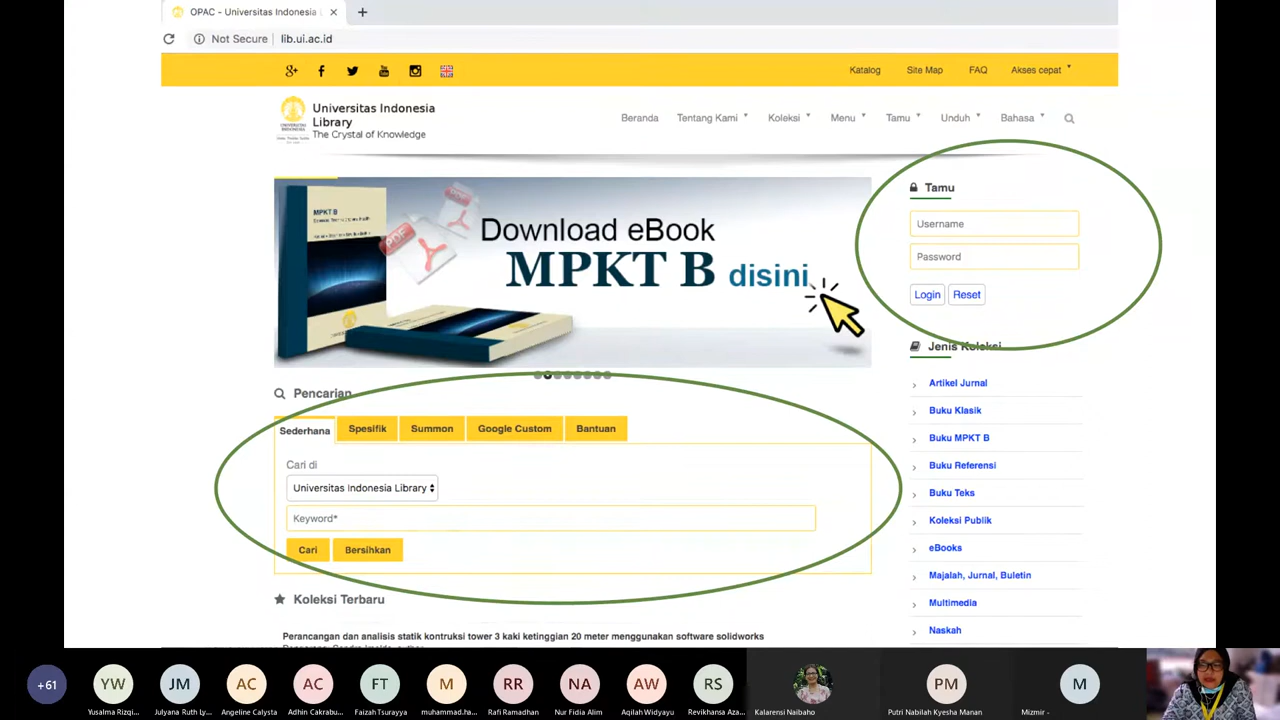 OPAC - Universitas Indonesia
Not Secure | lib.ui.ac.id
Katalog Site Map FAQ Akses cepat
Universitas Indonesia
Library
The Crystal of Knowledge
Beranda Tentang Kami Koleksi Menu Tamu Unduh Bahasa
MPKT B
PDF
Download eBook
MPKT B disini
Tamu
Username
Password
Login Reset
Pencarian
Sederhana Spesifik Summon Google Custom Bantuan
Cari di
Universitas Indonesia Library
Keyword*
Cari Bersihkan
Koleksi Terbaru
Perancangan dan analisis statik kontruksi tower 3 kaki ketinggian 20 meter menggunakan software solidworks
Jenis Koleksi
Artikel Jurnal
Buku Klasik
Buku MPKT B
Buku Referensi
Buku Teks
Koleksi Publik
eBooks
Majalah, Jurnal, Buletin
Multimedia
Naskah
+61 YW JM AC AC FT M RR NA AW RS PM M
Yusalma Rizqi... Julyana Ruth Ly... Angeline Calysta Adhin Cakrabu... Faizah Tsurayya muhammad.ha... Rafi Ramadhan Nur Fidia Alim Aqilah Widyayu Revikhansa Aza... Kalarensi Naibaho Putri Nabilah Kyesha Manan Mizmir -